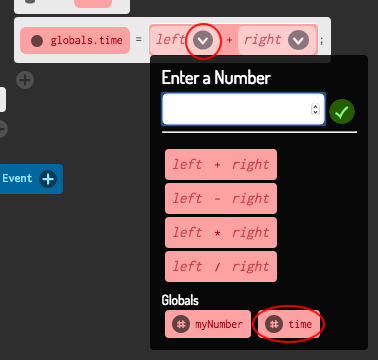 globals.time = left + right ;
Enter a Number
left + right
left - right
left * right
left / right
Event +
Globals
# myNumber # time